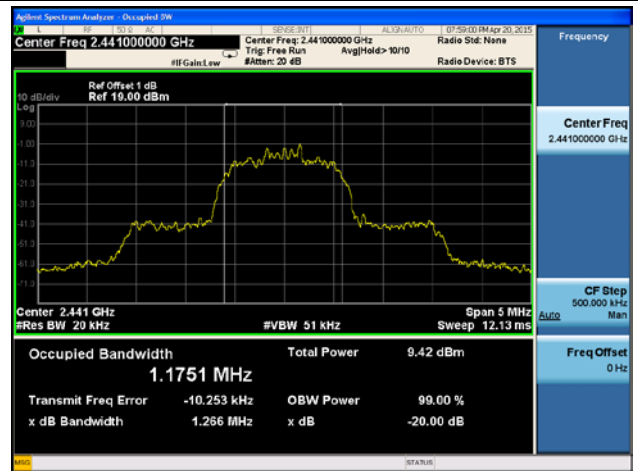 Agilent Spectrum Analyzer - Occupied BW
L RF 50 Ω AC SENSE:INT ALIGNAUTO 07:59:00 PM Apr 20, 2015
Center Freq 2.441000000 GHz
Center Freq: 2.441000000 GHz
Radio Std: None
Trig: Free Run Avg|Hold:>10/10
#IFGain:Low #Atten: 20 dB Radio Device: BTS
Frequency
Ref Offset 1 dB
10 dB/div Ref 19.00 dBm
Log
9.00
-1.00
-11.0
-21.0
-31.0
-41.0
-51.0
-61.0
-71.0
Center 2.441 GHz Span 5 MHz
#Res BW 20 kHz #VBW 51 kHz Sweep 12.13 ms
Occupied Bandwidth Total Power 9.42 dBm
1.1751 MHz
Transmit Freq Error -10.253 kHz OBW Power 99.00 %
x dB Bandwidth 1.266 MHz x dB -20.00 dB
Center Freq
2.441000000 GHz
CF Step
500.000 kHz
Auto Man
Freq Offset
0 Hz
MSG STATUS